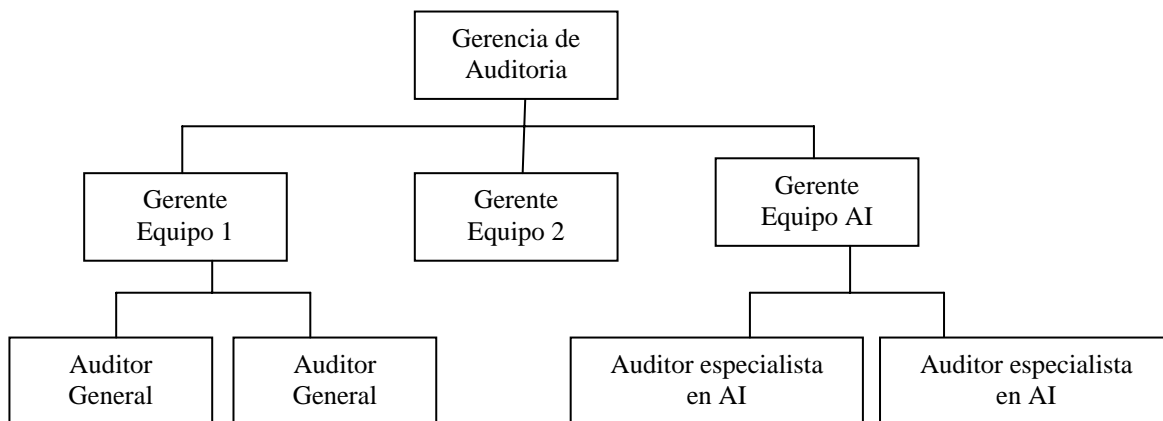 Gerencia de
Auditoria
Gerente
Equipo 1
Gerente
Equipo 2
Gerente
Equipo AI
Auditor
General
Auditor
General
Auditor especialista
en AI
Auditor especialista
en AI